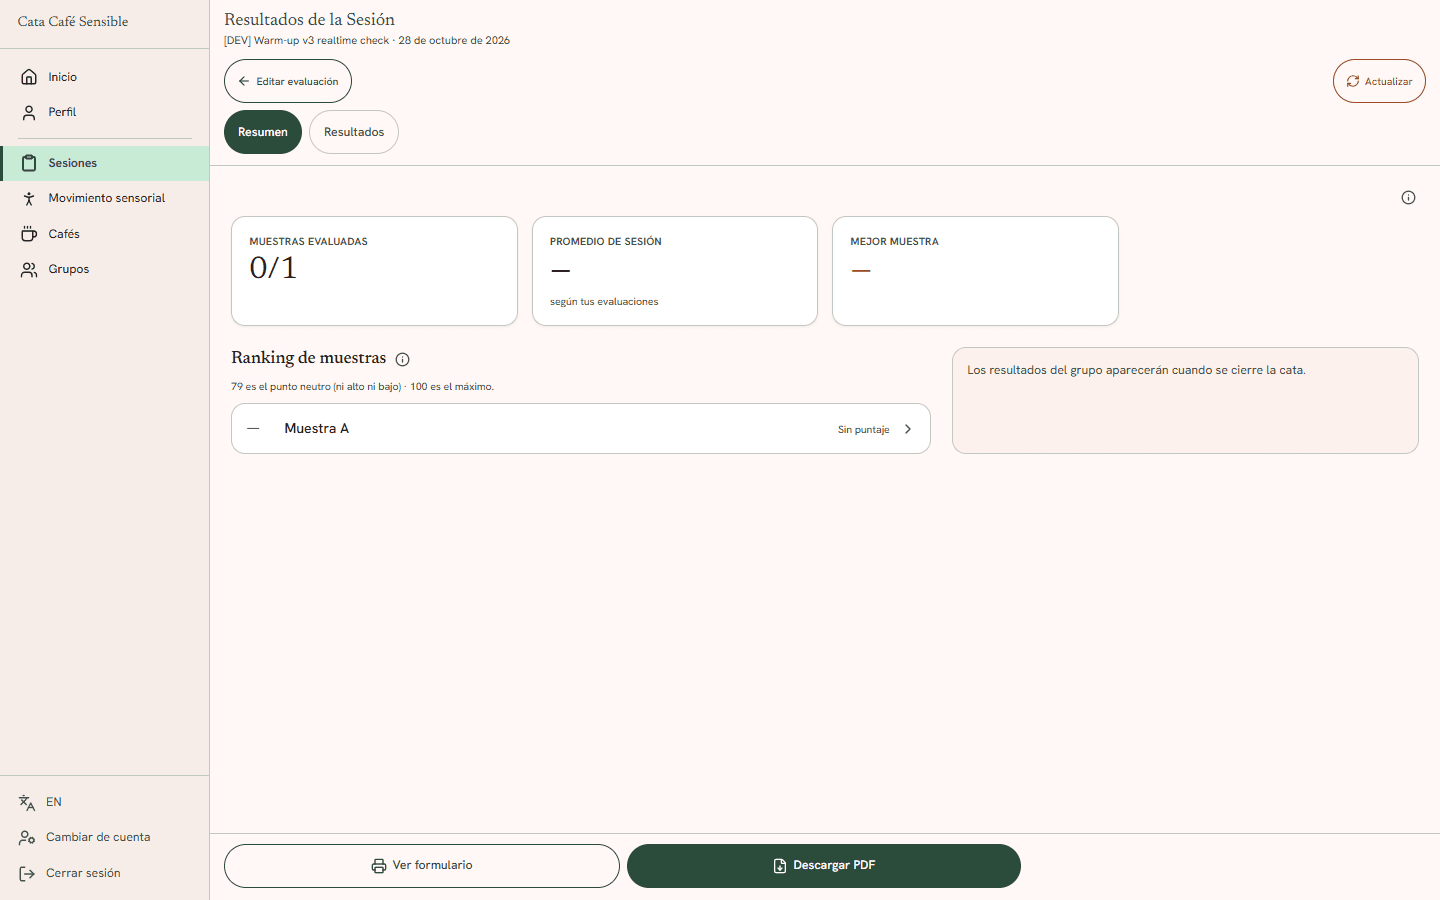 Cata Café Sensible
Inicio
Perfil
Sesiones
Movimiento sensorial
Cafés
Grupos
EN
Cambiar de cuenta
Cerrar sesión
Resultados de la Sesión
[DEV] Warm-up v3 realtime check · 28 de octubre de 2026
Editar evaluación
Actualizar
Resumen
Resultados
MUESTRAS EVALUADAS
0/1
PROMEDIO DE SESIÓN
—
según tus evaluaciones
MEJOR MUESTRA
—
Ranking de muestras
79 es el punto neutro (ni alto ni bajo) · 100 es el máximo.
— Muestra A Sin puntaje
Los resultados del grupo aparecerán cuando se cierre la cata.
Ver formulario
Descargar PDF